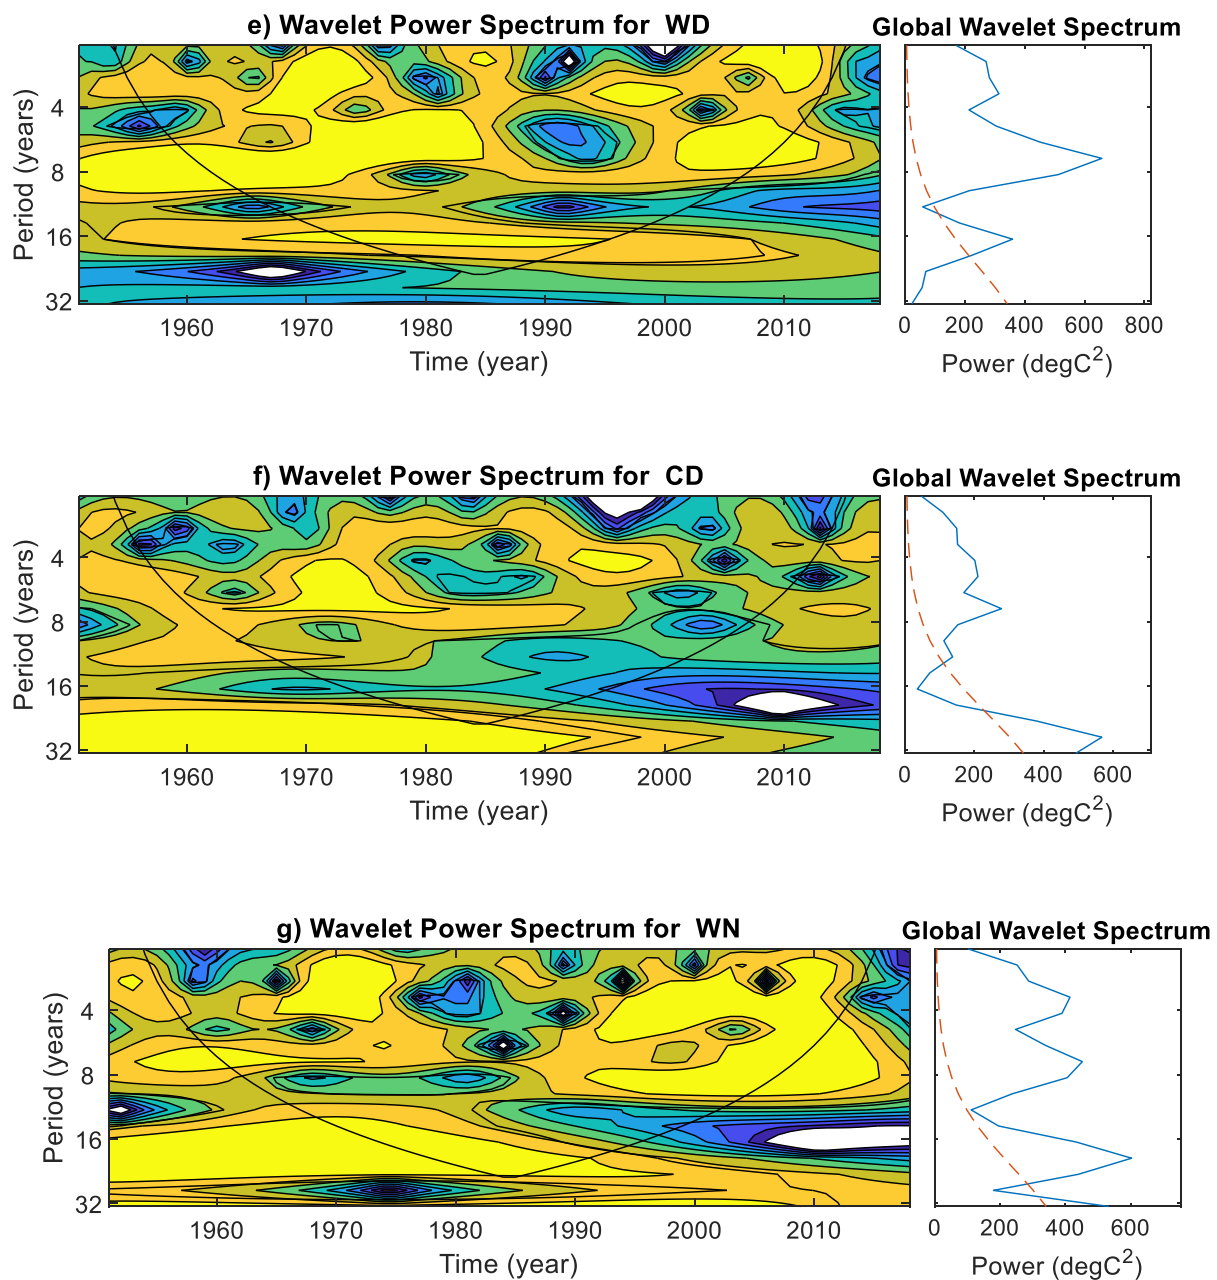 e) Wavelet Power Spectrum for WD
Global Wavelet Spectrum
Period (years)
4
8
16
32
1960 1970 1980 1990 2000 2010
Time (year)
0 200 400 600 800
Power (degC²)
f) Wavelet Power Spectrum for CD
Global Wavelet Spectrum
Period (years)
4
8
16
32
1960 1970 1980 1990 2000 2010
Time (year)
0 200 400 600
Power (degC²)
g) Wavelet Power Spectrum for WN
Global Wavelet Spectrum
Period (years)
4
8
16
32
1960 1970 1980 1990 2000 2010
Time (year)
0 200 400 600
Power (degC²)